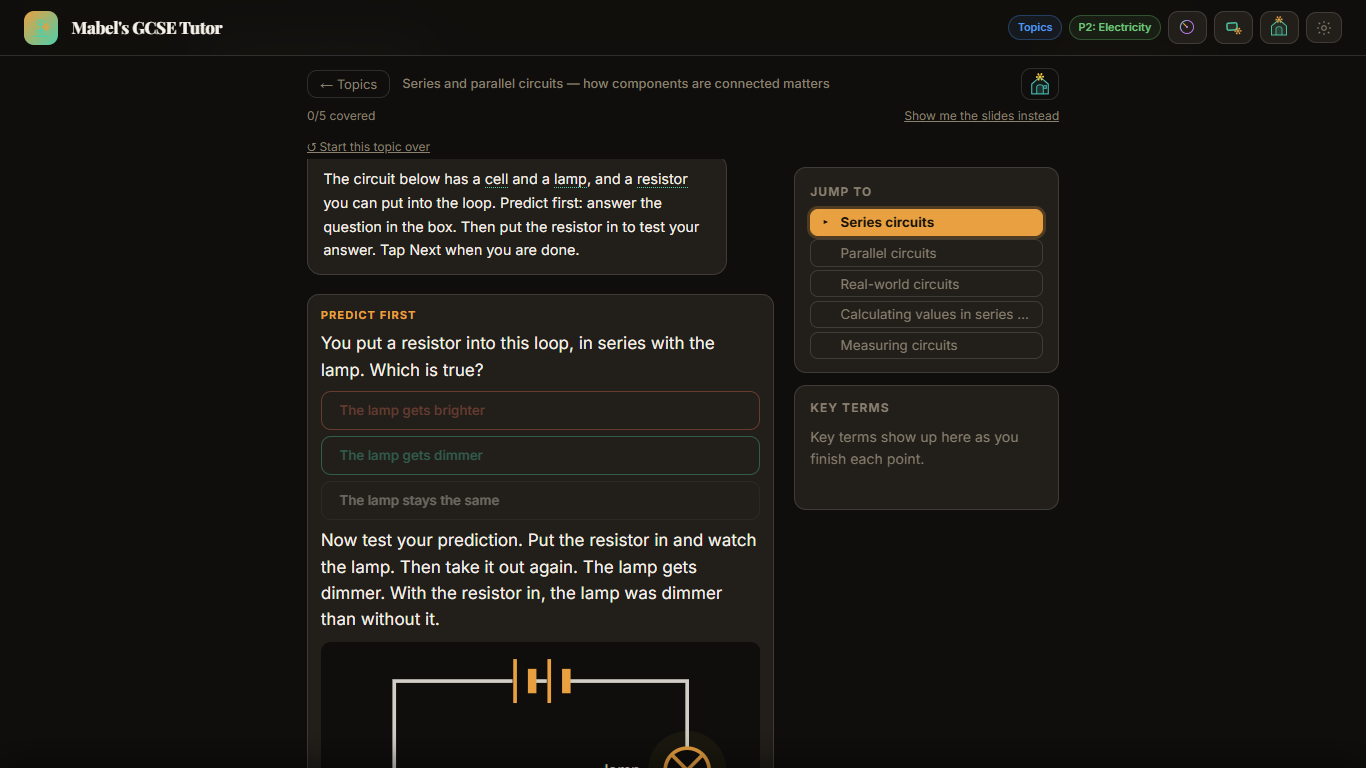 Mabel's GCSE Tutor
Topics
P2: Electricity
← Topics
Series and parallel circuits — how components are connected matters
0/5 covered
Show me the slides instead
↺ Start this topic over
The circuit below has a cell and a lamp, and a resistor
you can put into the loop. Predict first: answer the
question in the box. Then put the resistor in to test your
answer. Tap Next when you are done.
PREDICT FIRST
You put a resistor into this loop, in series with the
lamp. Which is true?
The lamp gets brighter
The lamp gets dimmer
The lamp stays the same
Now test your prediction. Put the resistor in and watch
the lamp. Then take it out again. The lamp gets
dimmer. With the resistor in, the lamp was dimmer
than without it.
lamp
JUMP TO
Series circuits
Parallel circuits
Real-world circuits
Calculating values in series ...
Measuring circuits
KEY TERMS
Key terms show up here as you
finish each point.